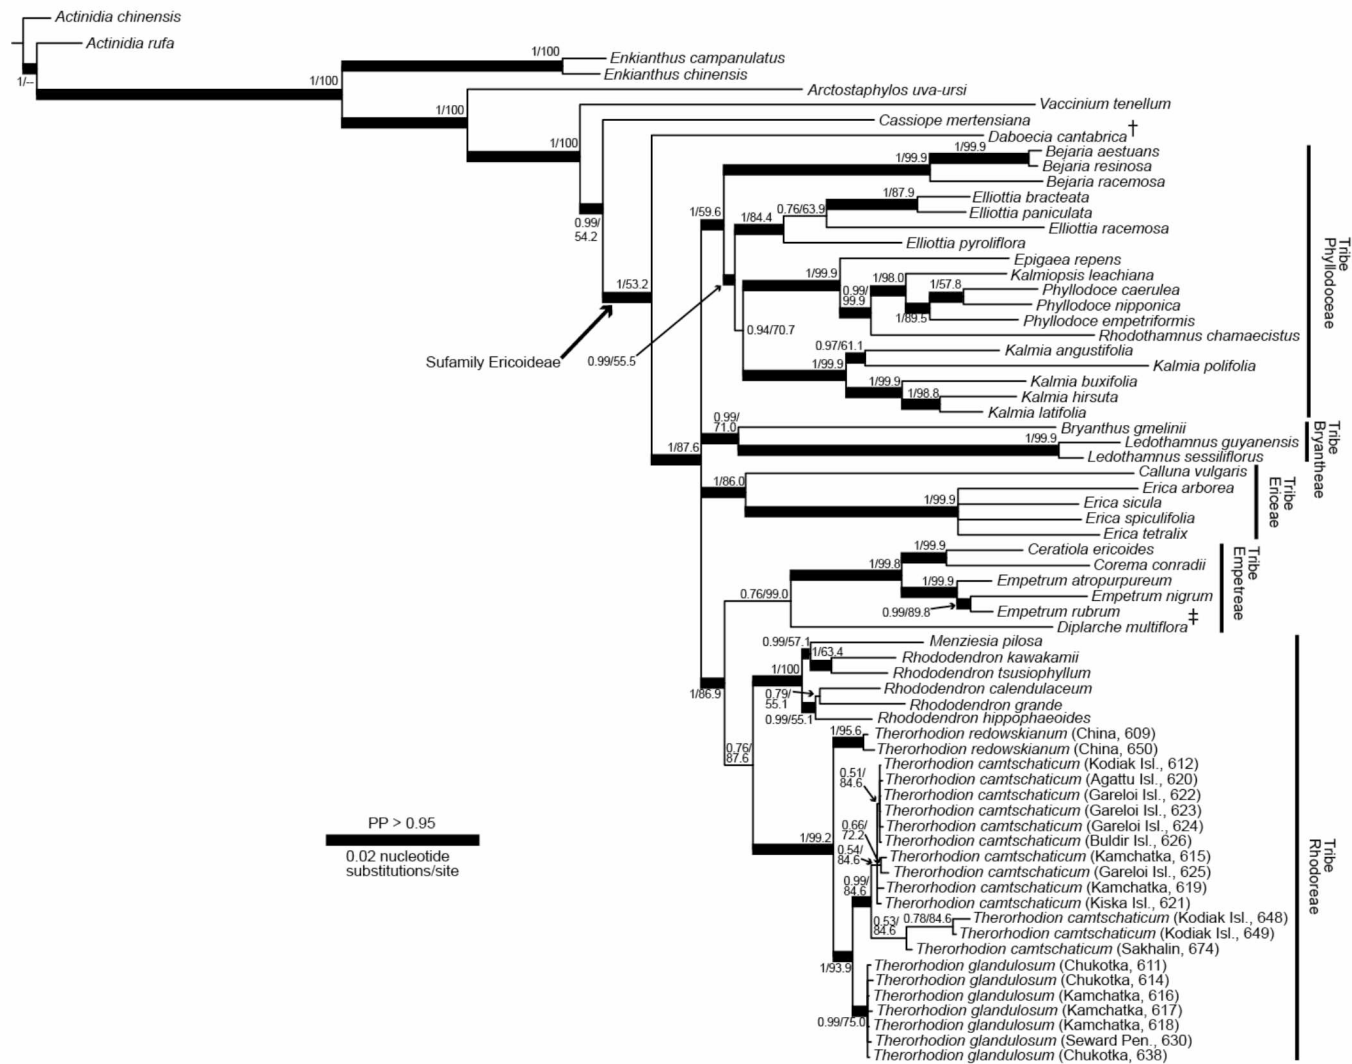 Actinidia chinensis
Actinidia rufa
1/--
1/100
1/100
Enkianthus campanulatus
Enkianthus chinensis
1/100
Arctostaphylos uva-ursi
1/100
Vaccinium tenellum
0.99/
54.2
Cassiope mertensiana
1/53.2
Sufamily Ericoideae
Daboecia cantabrica†
1/87.6
1/59.6
1/99.9
1/99.9
Bejaria aestuans
Bejaria resinosa
Bejaria racemosa
0.99/55.5
1/84.4
0.76/63.9
1/87.9
Elliottia bracteata
Elliottia paniculata
Elliottia racemosa
Elliottia pyroliflora
0.94/70.7
1/99.9
Epigaea repens
0.99/
99.9
1/98.0
Kalmiopsis leachiana
1/57.8
Phyllodoce caerulea
Phyllodoce nipponica
1/89.5
Phyllodoce empetriformis
Rhodothamnus chamaecistus
1/99.9
0.97/61.1
Kalmia angustifolia
Kalmia polifolia
1/99.9
Kalmia buxifolia
1/98.8
Kalmia hirsuta
Kalmia latifolia
Tribe
Phyllodoceae
0.99/
71.0
Bryanthus gmelinii
1/99.9
Ledothamnus guyanensis
Ledothamnus sessiliflorus
Tribe
Bryantheae
1/86.0
Calluna vulgaris
1/99.9
Erica arborea
Erica sicula
Erica spiculifolia
Erica tetralix
Tribe
Ericeae
1/86.9
0.76/99.0
1/99.8
1/99.9
Ceratiola ericoides
Corema conradii
1/99.9
Empetrum atropurpureum
Empetrum nigrum
0.99/89.8
Empetrum rubrum
Diplarche multiflora‡
Tribe
Empetreae
0.76/
87.6
1/100
0.99/57.1
Menziesia pilosa
1/63.4
Rhododendron kawakamii
Rhododendron tsusiophyllum
0.79/
55.1
Rhododendron calendulaceum
Rhododendron grande
0.99/55.1
Rhododendron hippophaeoides
1/99.2
1/95.6
Therorhodion redowskianum (China, 609)
Therorhodion redowskianum (China, 650)
Therorhodion camtschaticum (Kodiak Isl., 612)
0.51/
84.6
Therorhodion camtschaticum (Agattu Isl., 620)
Therorhodion camtschaticum (Gareloi Isl., 622)
Therorhodion camtschaticum (Gareloi Isl., 623)
Therorhodion camtschaticum (Gareloi Isl., 624)
Therorhodion camtschaticum (Buldir Isl., 626)
0.66/
72.2
Therorhodion camtschaticum (Kamchatka, 615)
Therorhodion camtschaticum (Gareloi Isl., 625)
0.54/
84.6
Therorhodion camtschaticum (Kamchatka, 619)
Therorhodion camtschaticum (Kiska Isl., 621)
0.99/
84.6
0.53/
84.6
0.78/84.6
Therorhodion camtschaticum (Kodiak Isl., 648)
Therorhodion camtschaticum (Kodiak Isl., 649)
Therorhodion camtschaticum (Sakhalin, 674)
1/93.9
Therorhodion glandulosum (Chukotka, 611)
Therorhodion glandulosum (Chukotka, 614)
Therorhodion glandulosum (Kamchatka, 616)
Therorhodion glandulosum (Kamchatka, 617)
Therorhodion glandulosum (Kamchatka, 618)
0.99/75.0
Therorhodion glandulosum (Seward Pen., 630)
Therorhodion glandulosum (Chukotka, 638)
Tribe
Rhodoreae
PP > 0.95
0.02 nucleotide
substitutions/site